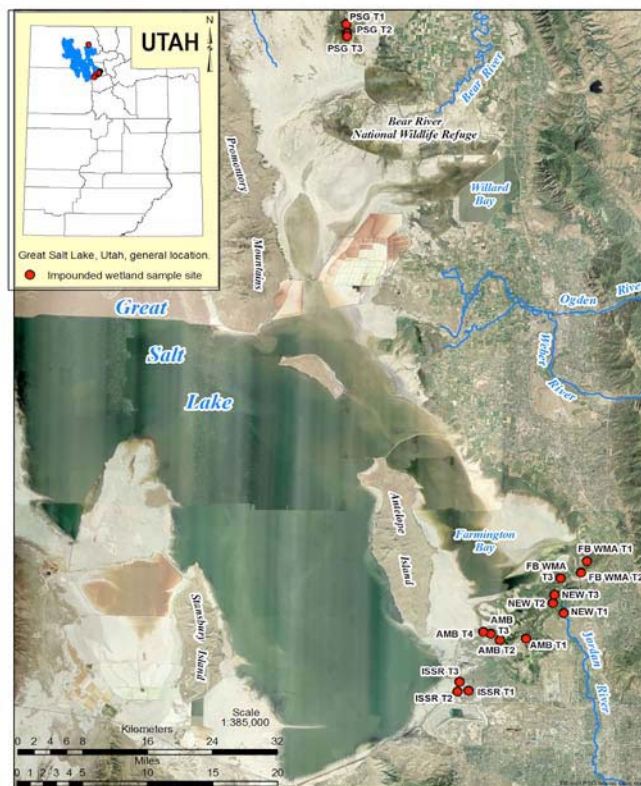 UTAH
N
Great Salt Lake, Utah, general location.
Impounded wetland sample site
PSG T1
PSG T2
PSG T3
Bear River
Bear River
National Wildlife Refuge
Willard
Bay
Promontory
Mountains
Ogden
River
Weber
River
Great
Salt
Lake
Antelope
Island
Farmington
Bay
Stansbury Island
FB WMA T1
FB WMA
T3
FB WMA T2
NEW T3
NEW T2
NEW T1
AMB
T3
AMB T4
AMB T2
AMB T1
Jordan
River
ISSR T3
ISSR T2
ISSR T1
Scale
1:385,000
Kilometers
0 2 4 8 16 24 32
Miles
0 1 2 3 4 5 10 15 20